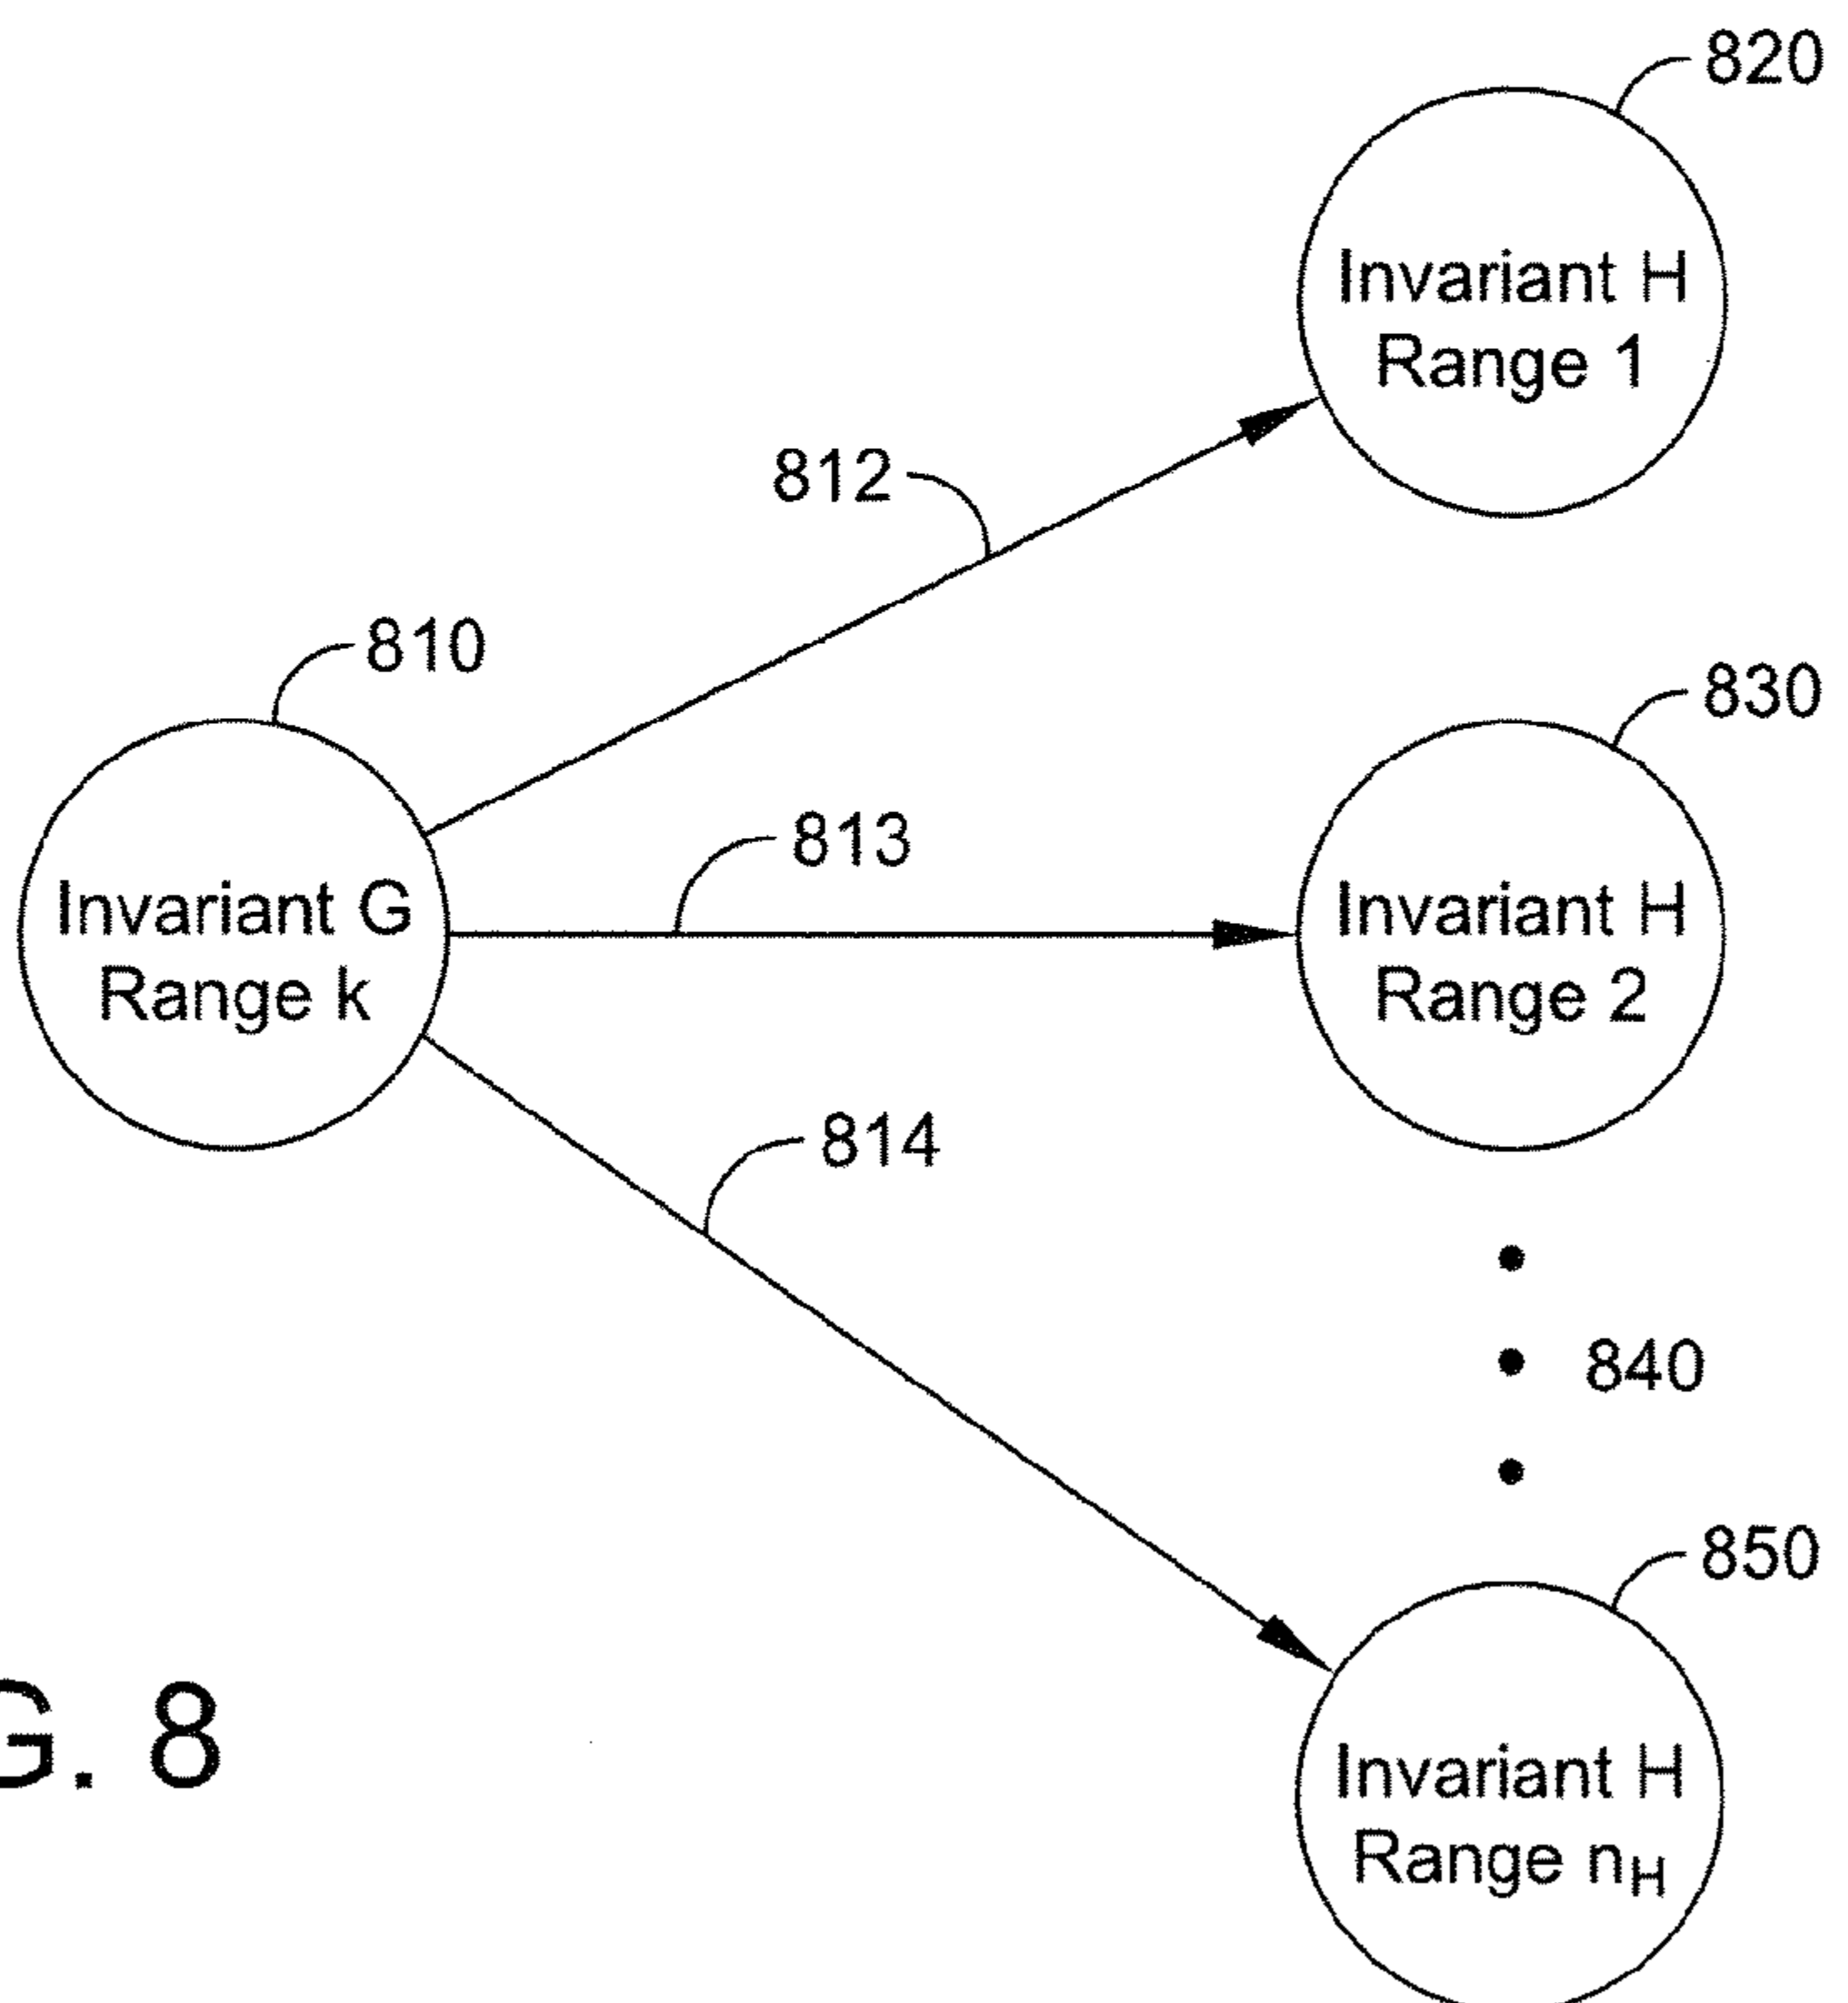 820
Invariant H
Range 1
812
810
830
813
Invariant G
Range k
Invariant H
Range 2
814
840
850
G. 8
Invariant H
Range nH